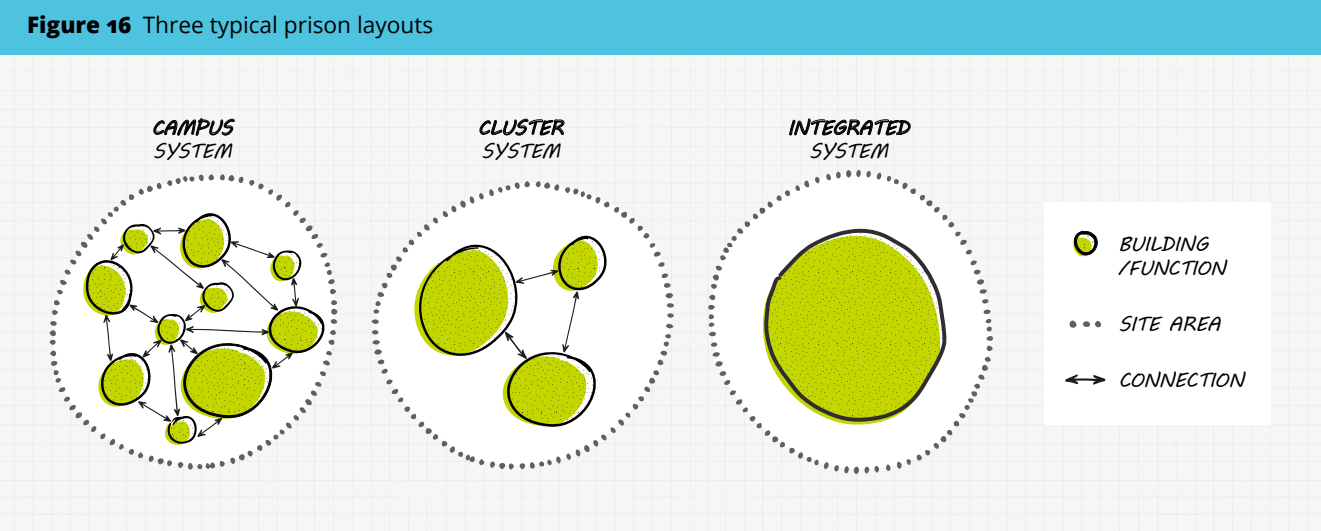 Figure 16 Three typical prison layouts
CAMPUS
SYSTEM
CLUSTER
SYSTEM
INTEGRATED
SYSTEM
BUILDING
/FUNCTION
SITE AREA
CONNECTION